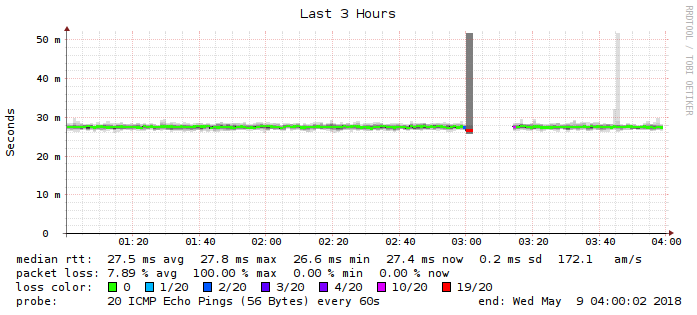 Last 3 Hours
RRDTOOL / TOBI OETIKER
Seconds
50 m
40 m
30 m
20 m
10 m
0
01:20 01:40 02:00 02:20 02:40 03:00 03:20 03:40 04:00
median rtt: 27.5 ms avg 27.8 ms max 26.6 ms min 27.4 ms now 0.2 ms sd 172.1 am/s
packet loss: 7.89 % avg 100.00 % max 0.00 % min 0.00 % now
loss color: 0 1/20 2/20 3/20 4/20 10/20 19/20
probe: 20 ICMP Echo Pings (56 Bytes) every 60s end: Wed May 9 04:00:02 2018